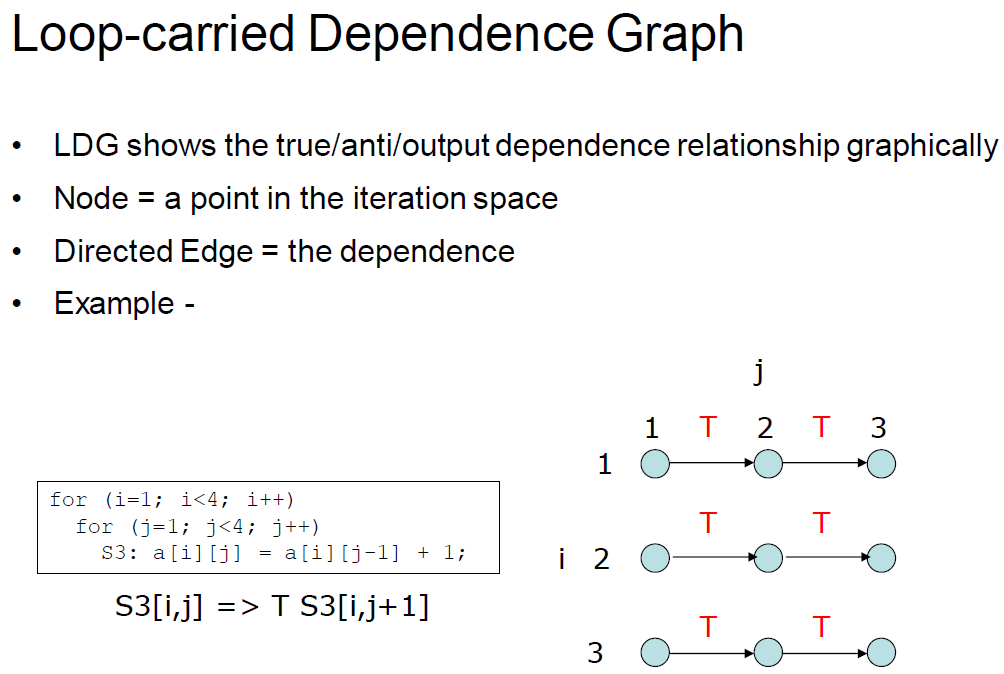 Loop-carried Dependence Graph
• LDG shows the true/anti/output dependence relationship graphically
• Node = a point in the iteration space
• Directed Edge = the dependence
• Example -
for (i=1; i<4; i++)
for (j=1; j<4; j++)
S3: a[i][j] = a[i][j-1] + 1;
S3[i,j] => T S3[i,j+1]
j
1 T 2 T 3
1
T T
i 2
T T
3